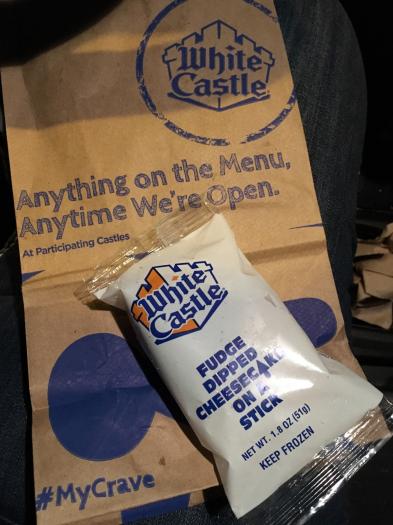 White
Castle
Anything on the Menu,
Anytime We're Open.
At Participating Castles
White
Castle
FUDGE
DIPPED
CHEESECAKE
ON A
STICK
NET WT. 1.8 OZ (51g)
KEEP FROZEN
#MyCrave